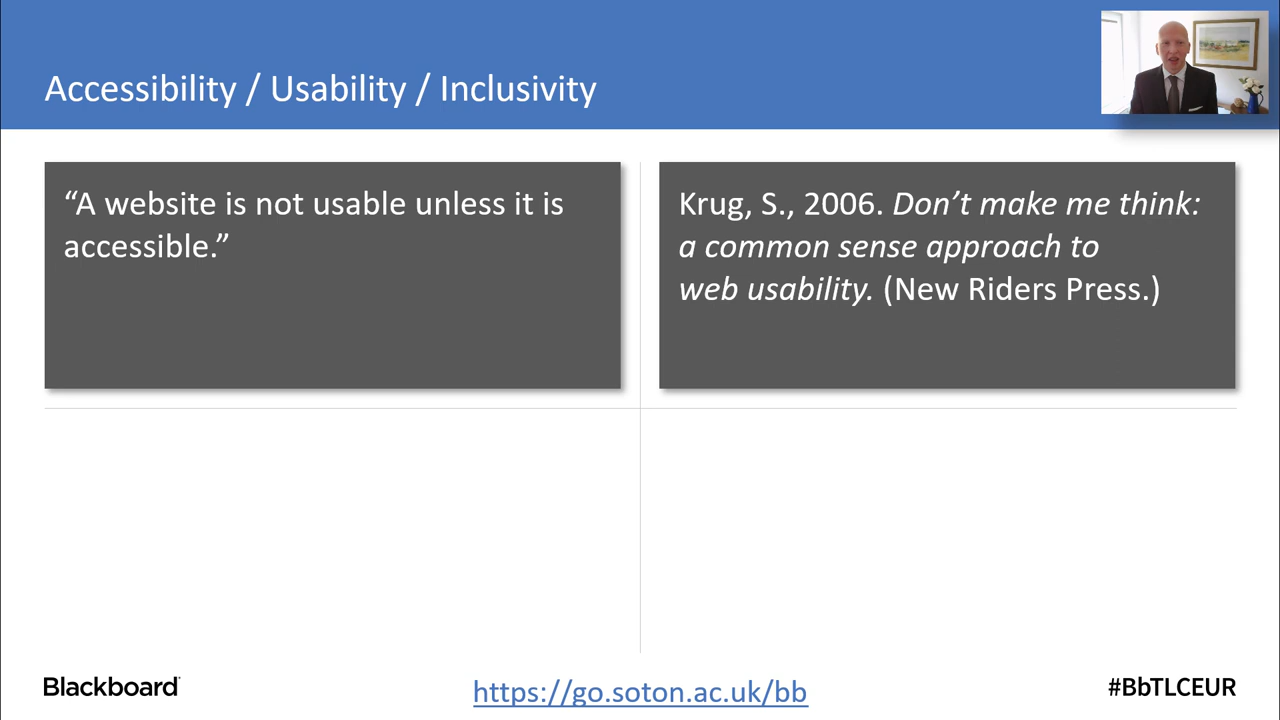 Accessibility / Usability / Inclusivity
“A website is not usable unless it is
accessible.”
Krug, S., 2006. Don’t make me think:
a common sense approach to
web usability. (New Riders Press.)
Blackboard
https://go.soton.ac.uk/bb
#BbTLCEUR